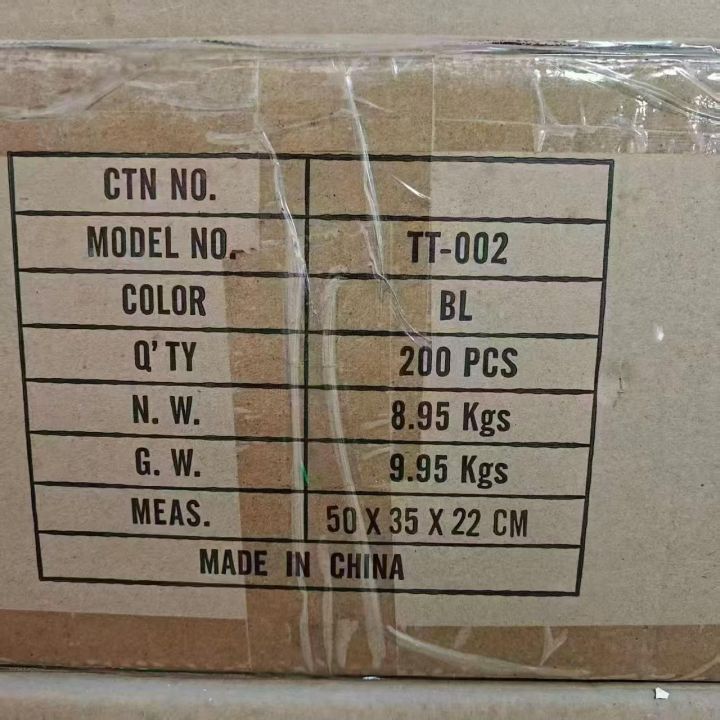 CTN NO.
MODEL NO. TT-002
COLOR BL
Q'TY 200 PCS
N. W. 8.95 Kgs
G. W. 9.95 Kgs
MEAS. 50 X 35 X 22 CM
MADE IN CHINA